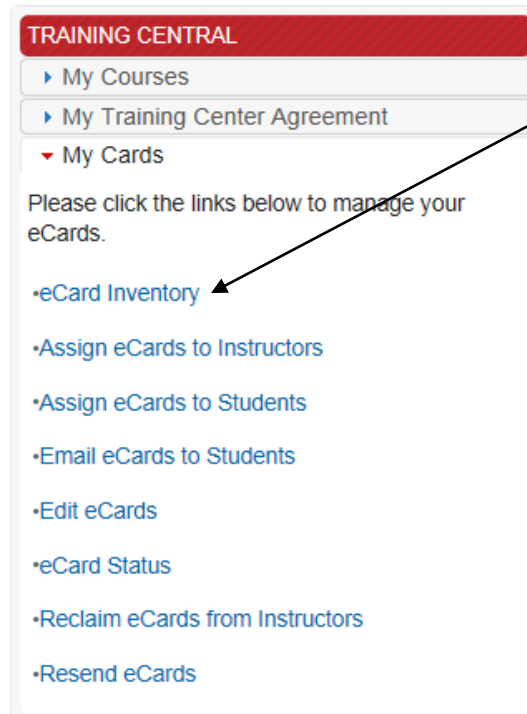 TRAINING CENTRAL
My Courses
My Training Center Agreement
My Cards
Please click the links below to manage your
eCards.
•eCard Inventory
•Assign eCards to Instructors
•Assign eCards to Students
•Email eCards to Students
•Edit eCards
•eCard Status
•Reclaim eCards from Instructors
•Resend eCards